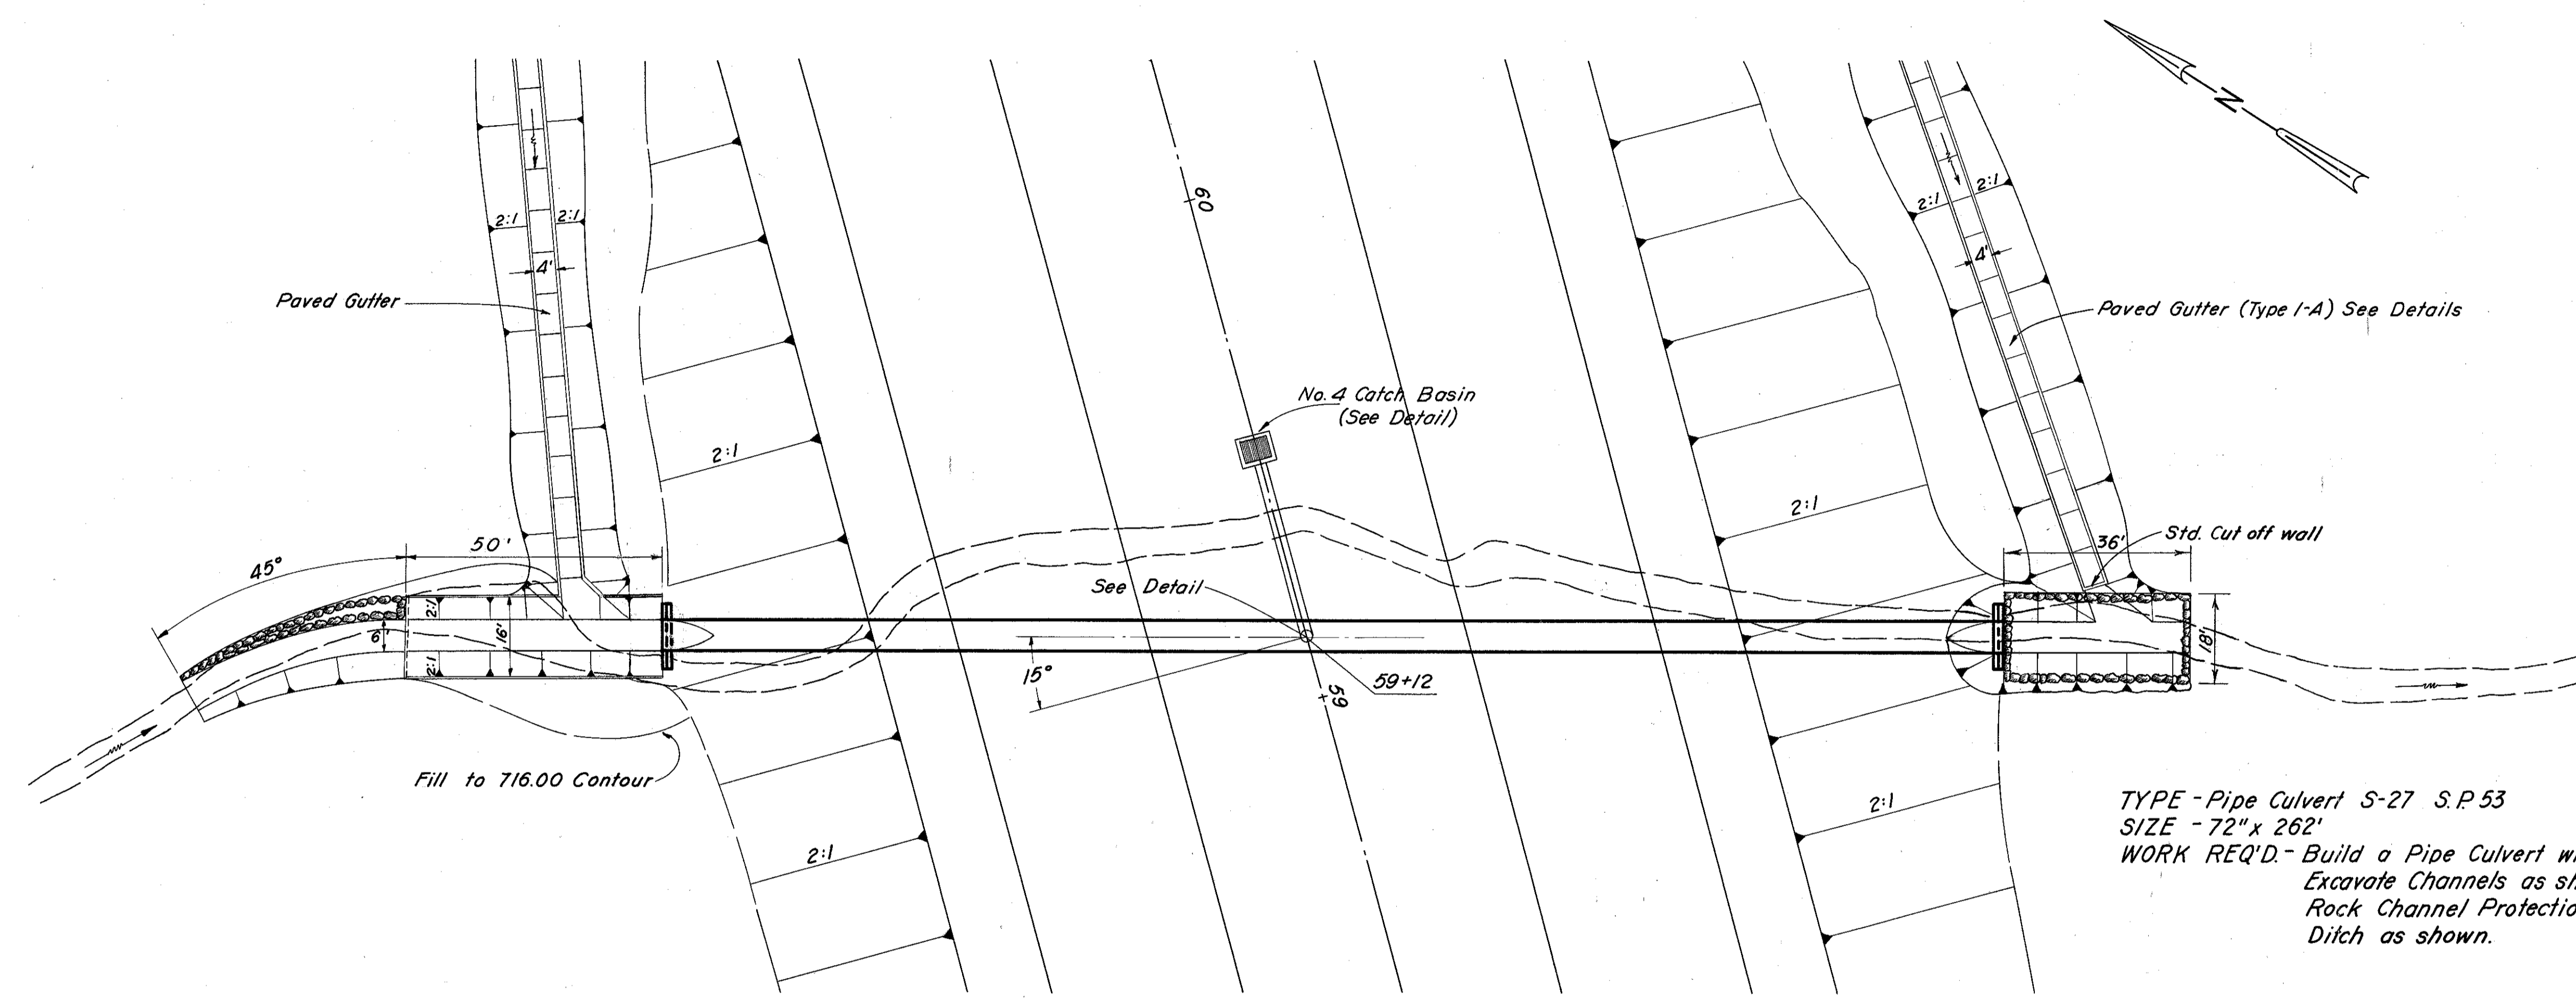 N
60
2:1
2:1
2:1
2:1
4'
4'
Paved Gutter
Paved Gutter (Type 1-A) See Details
No. 4 Catch Basin
(See Detail)
2:1
2:1
Std. Cut off wall
50'
36'
45°
See Detail
2:1
6'
16'
2:1
18'
15°
59
59+12
Fill to 716.00 Contour
2:1
2:1
TYPE - Pipe Culvert S-27 S.P. 53
SIZE - 72" x 262'
WORK REQ'D. - Build a Pipe Culvert
Excavate Channels as
Rock Channel
Ditch as shown.